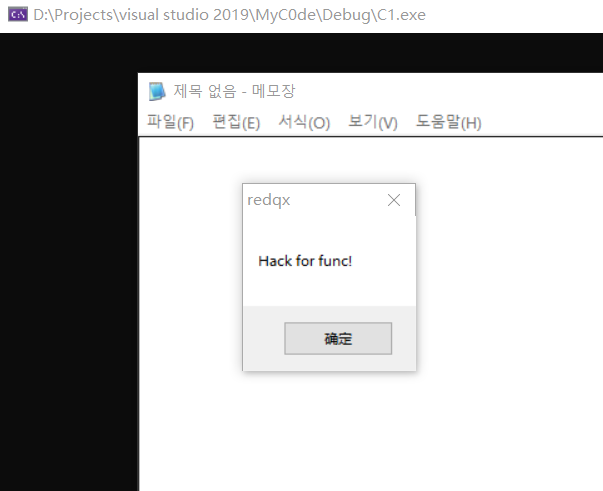 D:\Projects\visual studio 2019\MyC0de\Debug\C1.exe
제목 없음 - 메모장
파일(F) 편집(E) 서식(O) 보기(V) 도움말(H)
redqx
Hack for func!
确定